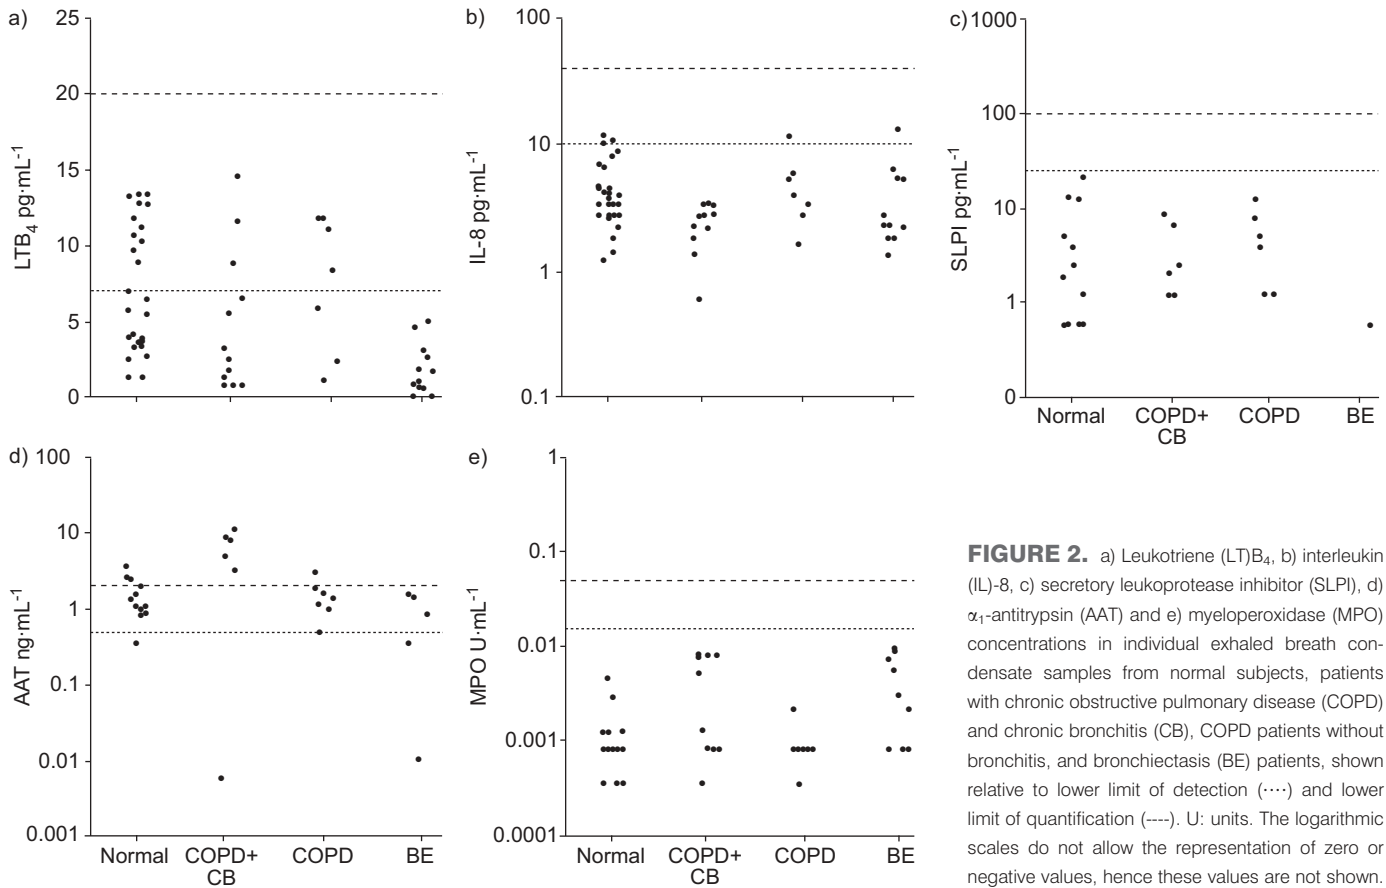 a)
25
20
15
10
5
0
LTB4 pg·mL-1
b)
100
10
1
0.1
IL-8 pg·mL-1
c)
1000
100
10
1
0
SLPI pg·mL-1
Normal COPD+ COPD BE
CB
d)
100
10
1
0.1
0.01
0.001
AAT ng·mL-1
Normal COPD+ COPD BE
CB
e)
1
0.1
0.01
0.001
0.0001
MPO U·mL-1
Normal COPD+ COPD BE
CB
FIGURE 2. a) Leukotriene (LT)B4, b) interleukin
(IL)-8, c) secretory leukoprotease inhibitor (SLPI), d)
α1-antitrypsin (AAT) and e) myeloperoxidase (MPO)
concentrations in individual exhaled breath con-
densate samples from normal subjects, patients
with chronic obstructive pulmonary disease (COPD)
and chronic bronchitis (CB), COPD patients without
bronchitis, and bronchiectasis (BE) patients, shown
relative to lower limit of detection (····) and lower
limit of quantification (----). U: units. The logarithmic
scales do not allow the representation of zero or
negative values, hence these values are not shown.